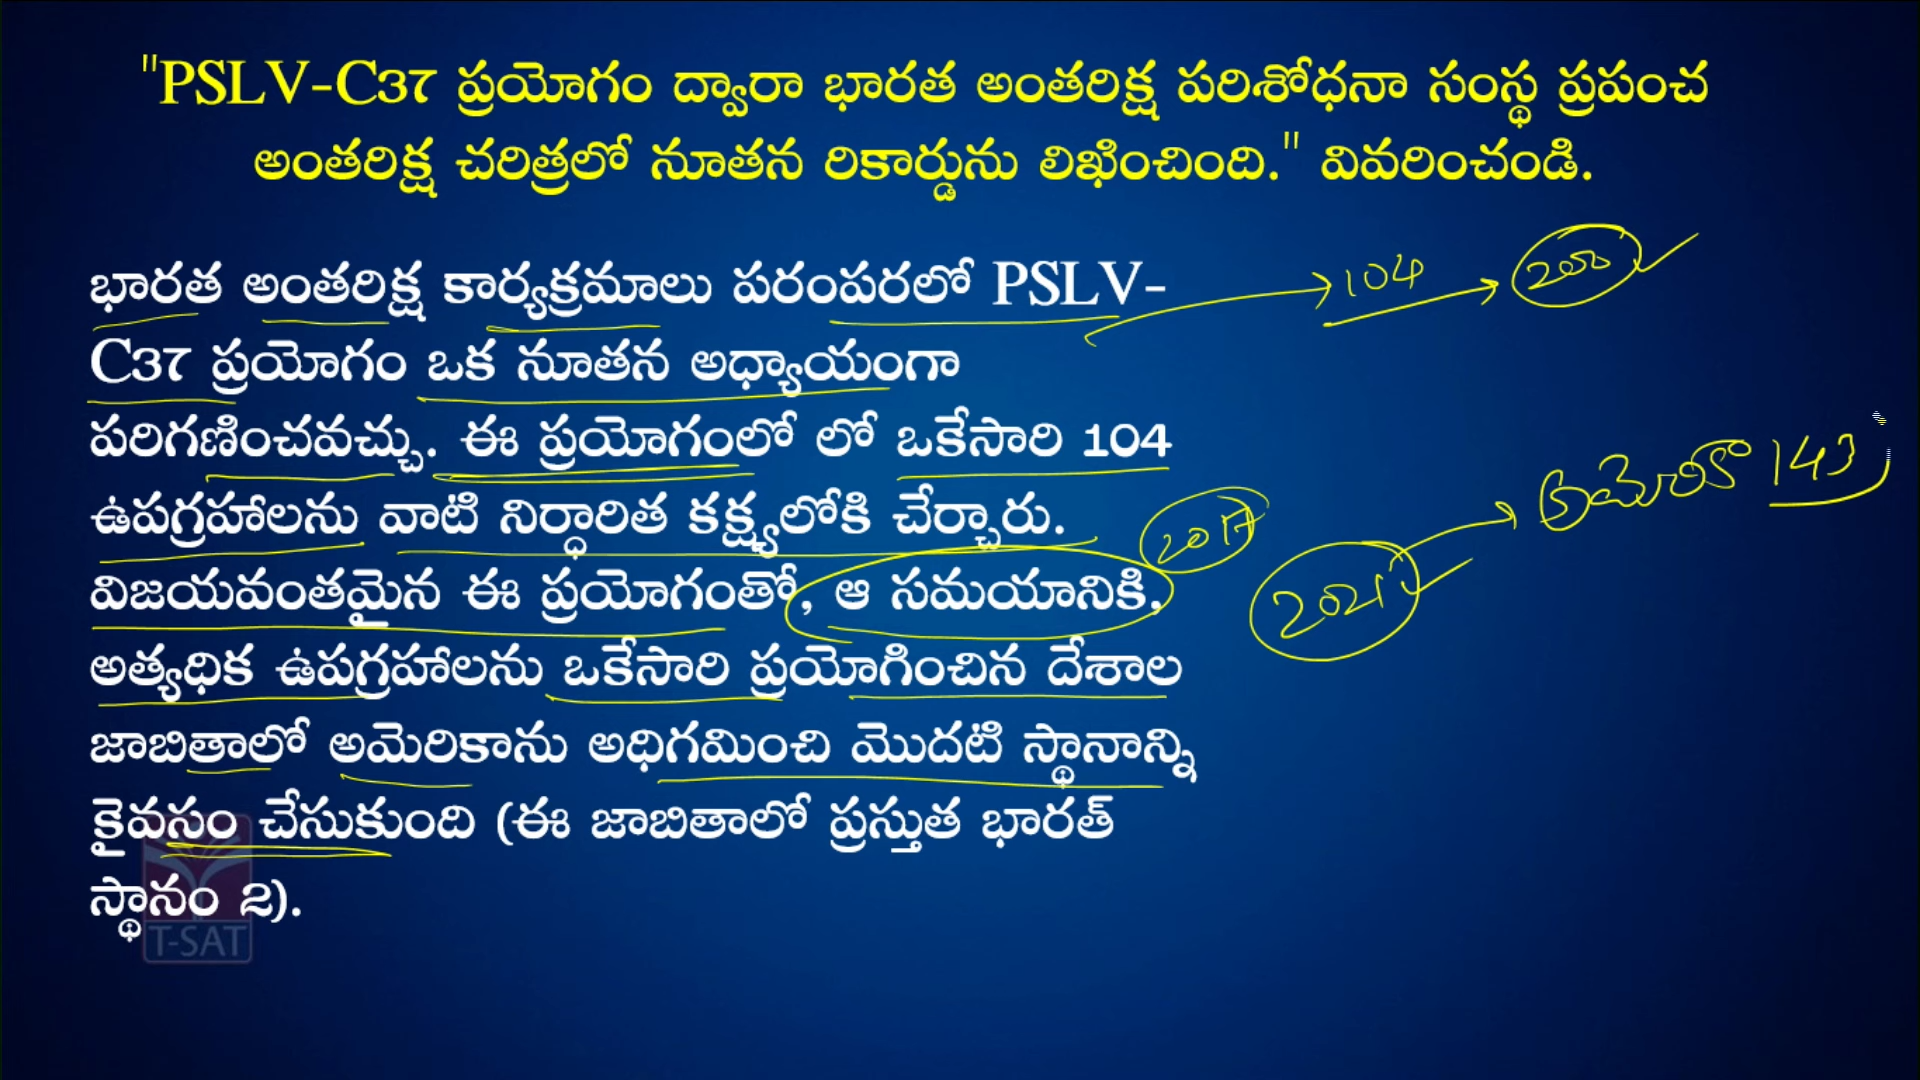 "PSLV-C37 ప్రయోగం ద్వారా భారత అంతరిక్ష పరిశోధనా సంస్థ ప్రపంచ
అంతరిక్ష చరిత్రలో నూతన రికార్డును లిఖించింది." వివరించండి.
భారత అంతరిక్ష కార్యక్రమాలు పరంపరలో PSLV-
C37 ప్రయోగం ఒక నూతన అధ్యాయంగా
పరిగణించవచ్చు. ఈ ప్రయోగంలో లో ఒకేసారి 104
ఉపగ్రహాలను వాటి నిర్ధారిత కక్ష్యలోకి చేర్చారు.
విజయవంతమైన ఈ ప్రయోగంతో, ఆ సమయానికి,
అత్యధిక ఉపగ్రహాలను ఒకేసారి ప్రయోగించిన దేశాల
జాబితాలో అమెరికాను అధిగమించి మొదటి స్థానాన్ని
కైవసం చేసుకుంది (ఈ జాబితాలో ప్రస్తుత భారత్
స్థానం 2).
104
200
2017
2021
అమెరికా 143
T-SAT